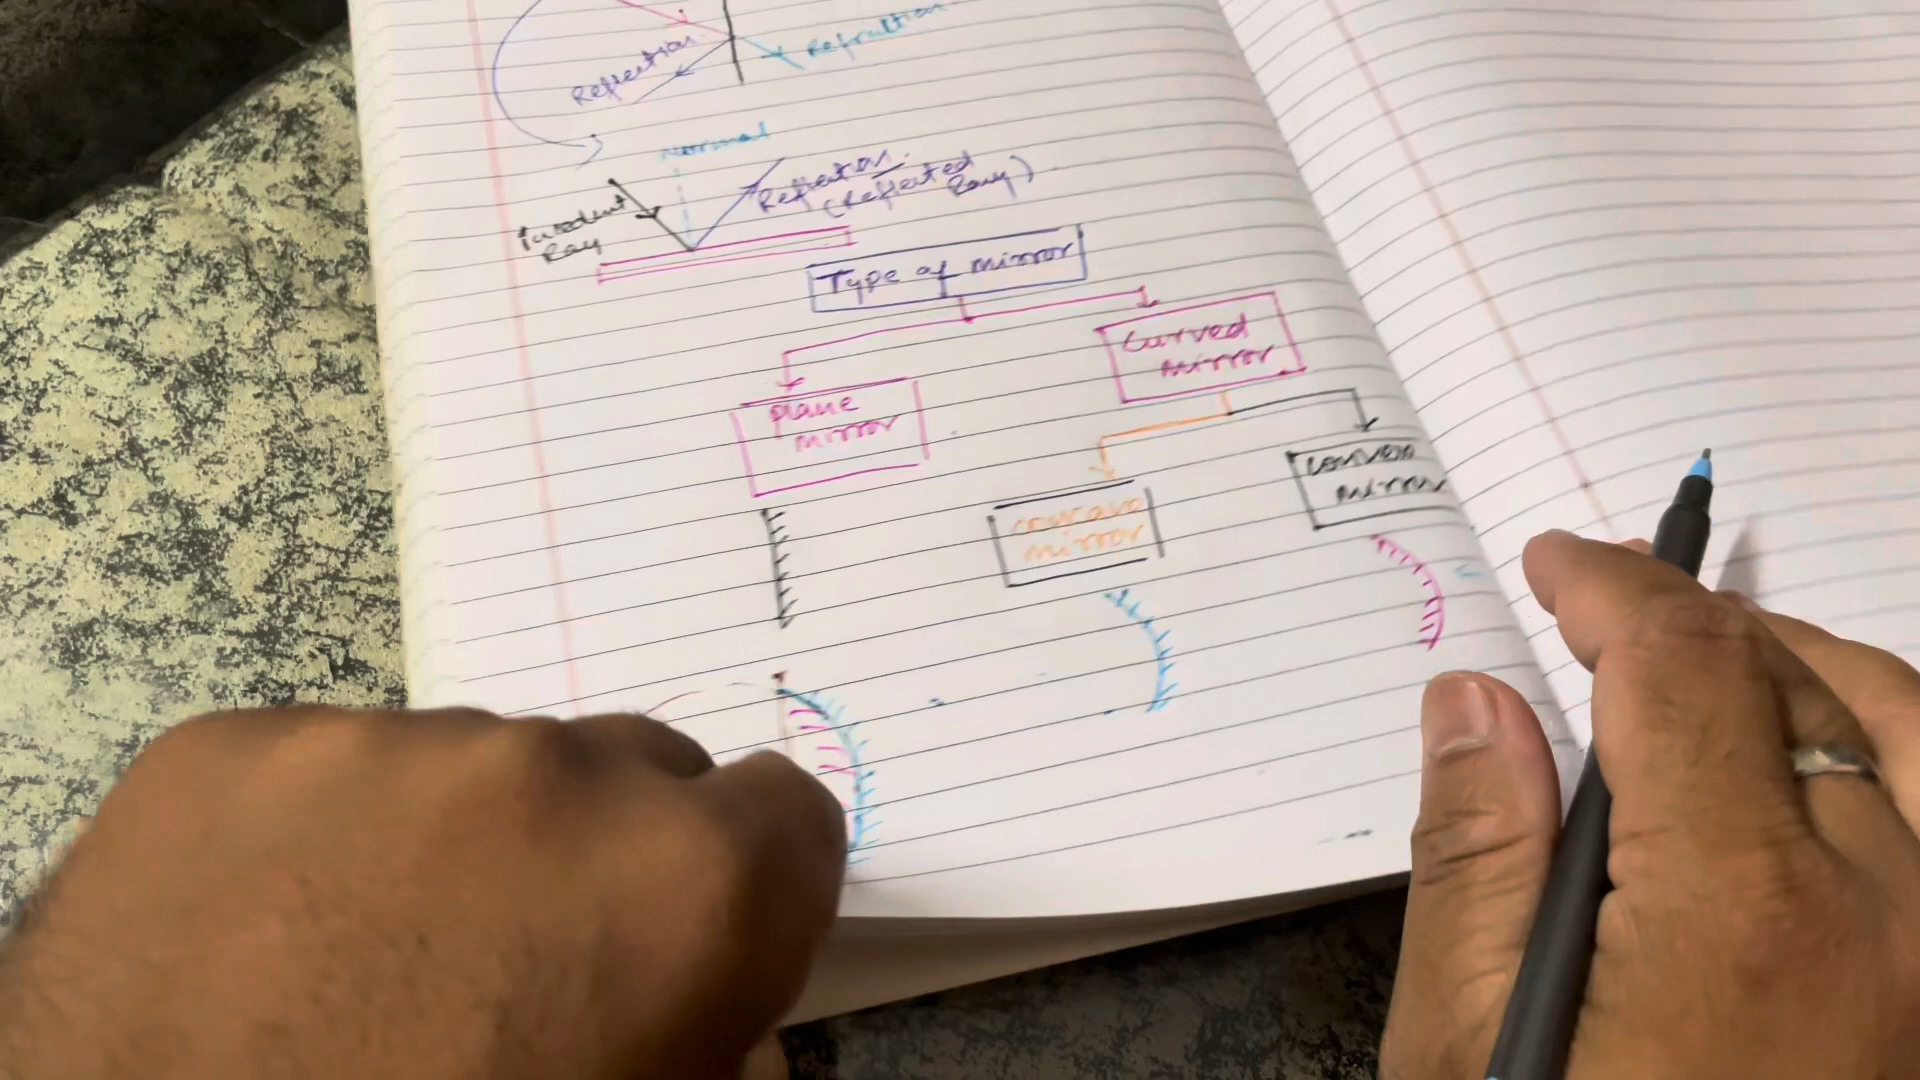 Reflection
Refraction
Normal
Incident
Ray
Reflection.
(Reflected
Ray)
Type of mirror
Curved
mirror
plane
mirror
concave
mirror
convex
mirror